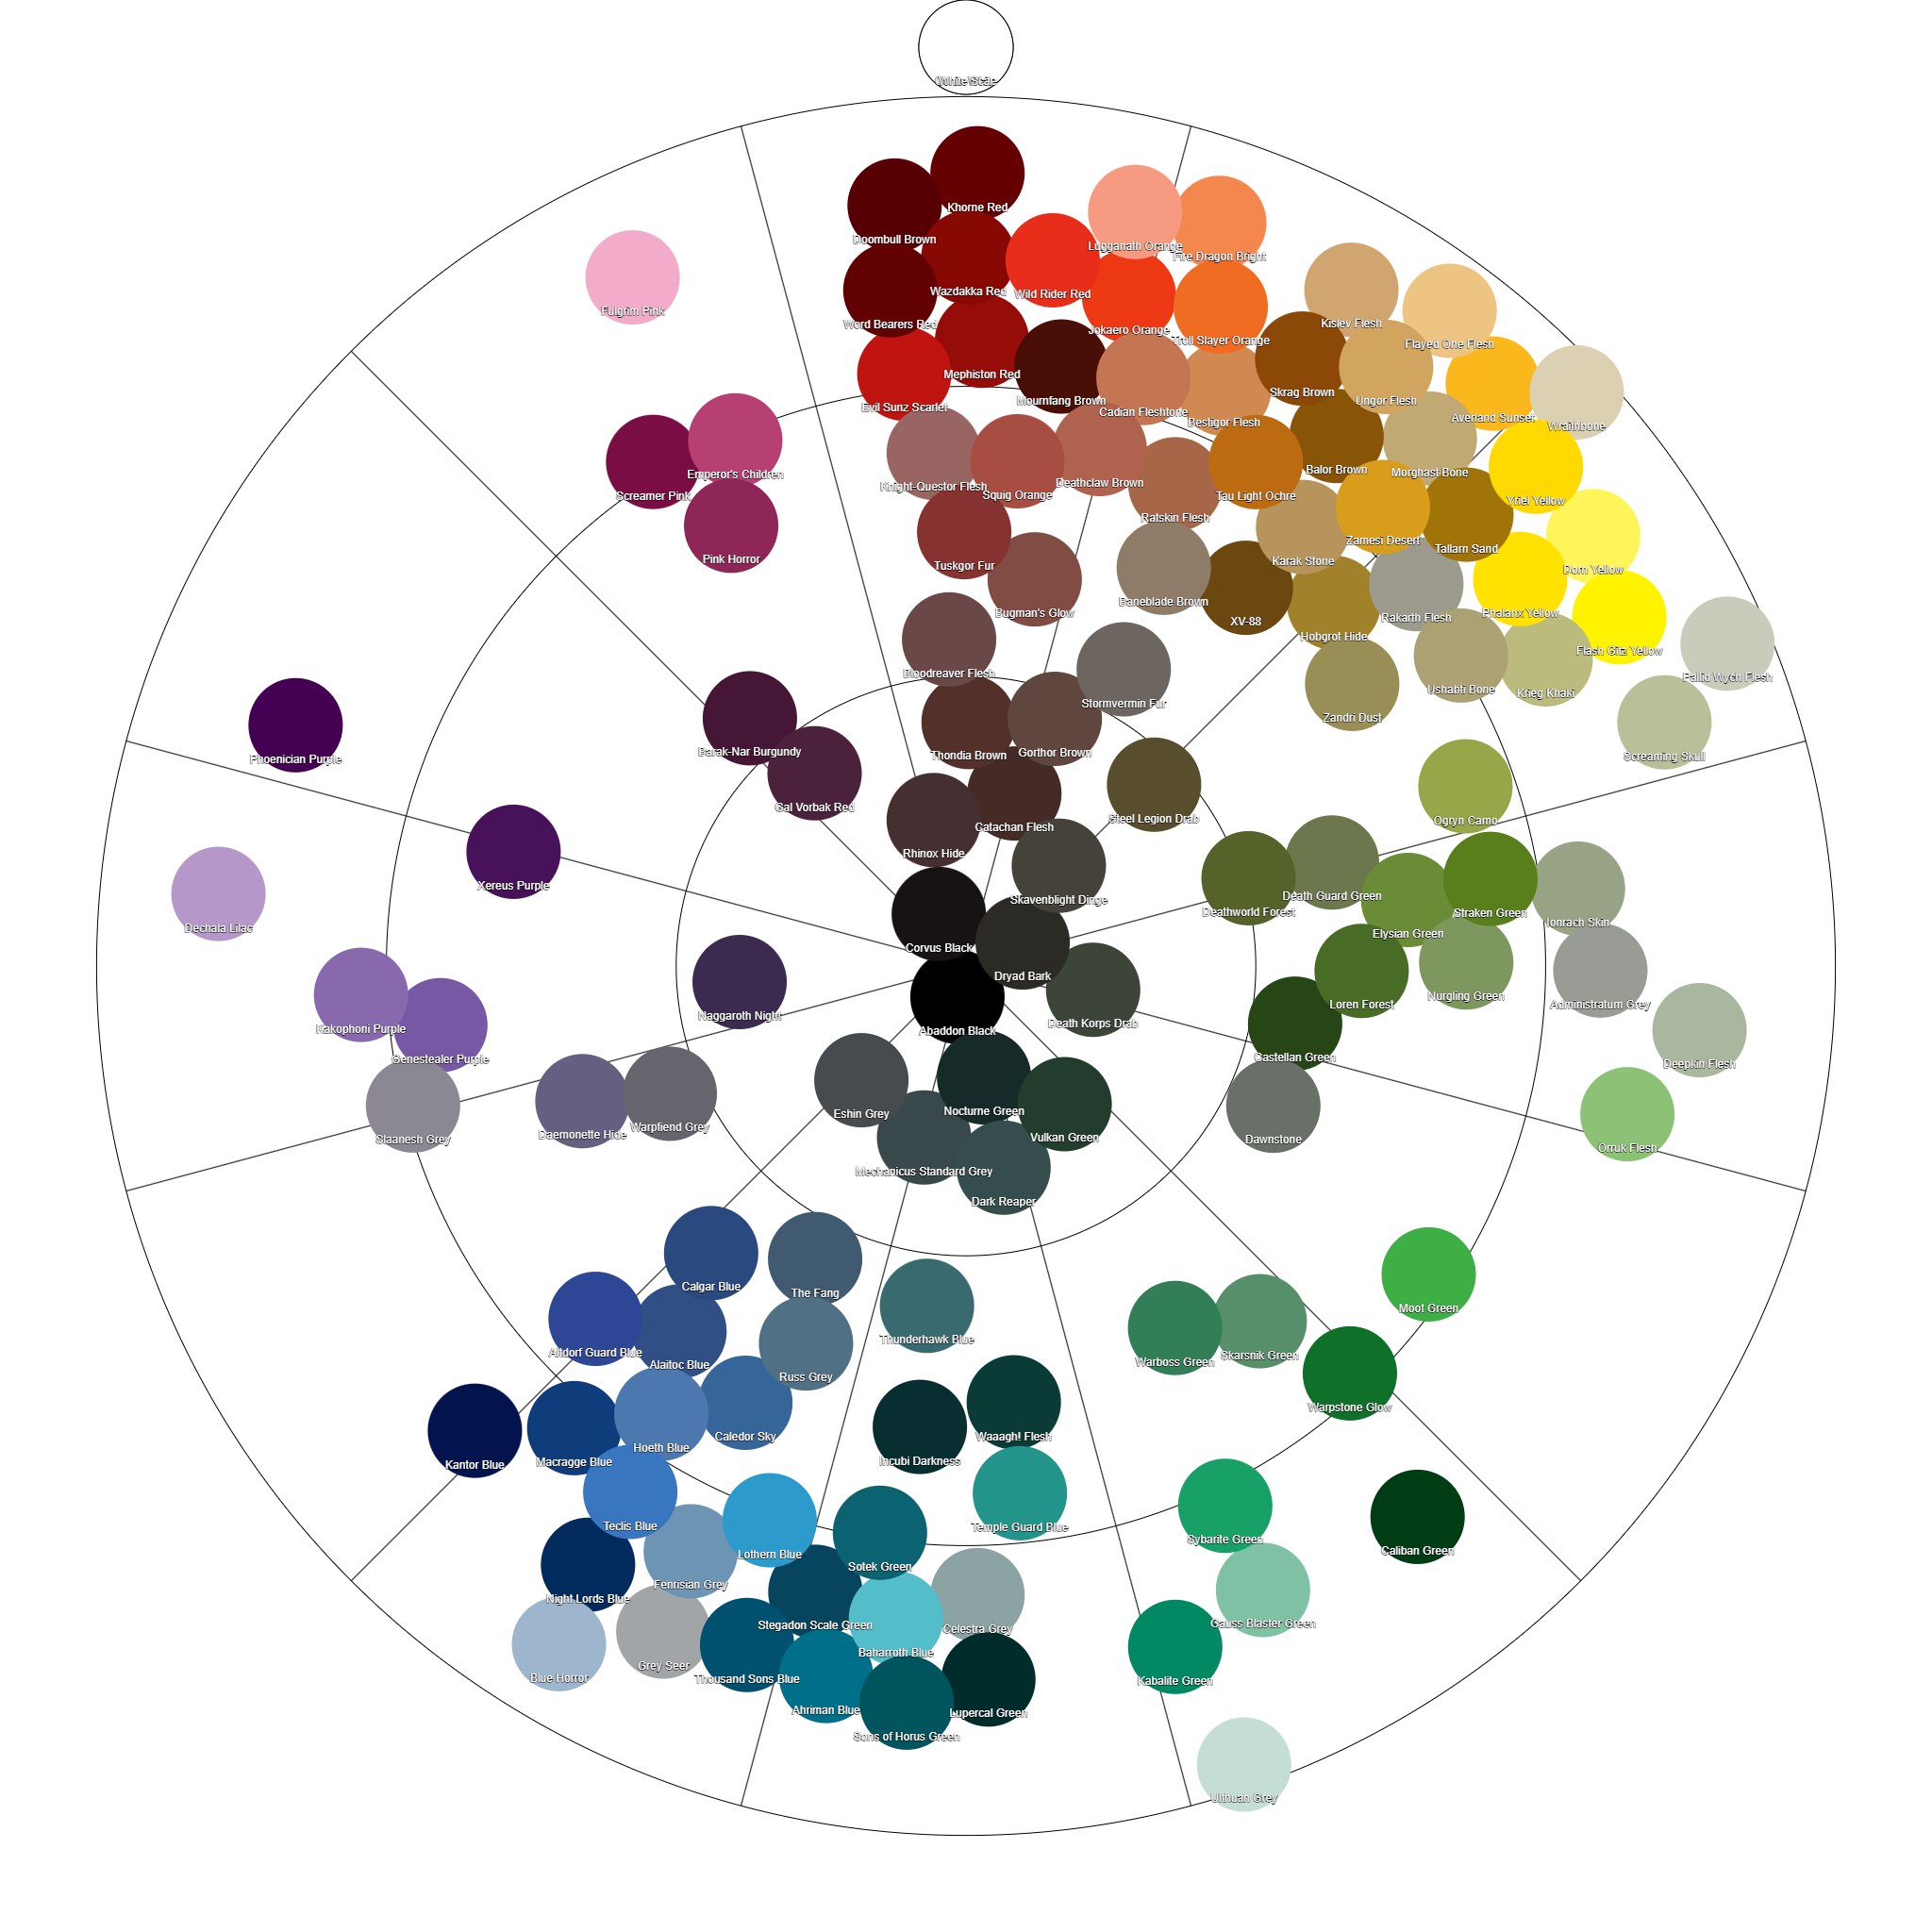 White Scar
Khorne Red
Doombull Brown
Lugganath Orange
Fire Dragon Bright
Wazdakka Red
Wild Rider Red
Fulgrim Pink
Word Bearers Red
Jokaero Orange
Troll Slayer Orange
Kislev Flesh
Flayed One Flesh
Mephiston Red
Evil Sunz Scarlet
Mournfang Brown
Cadian Fleshtone
Bestigor Flesh
Skrag Brown
Ungor Flesh
Averland Sunset
Wraithbone
Emperor's Children
Screamer Pink
Knight-Questor Flesh
Squig Orange
Deathclaw Brown
Ratskin Flesh
Tau Light Ochre
Balor Brown
Morghast Bone
Yriel Yellow
Pink Horror
Tuskgor Fur
Karak Stone
Zamesi Desert
Tallarn Sand
Dorn Yellow
Bugman's Glow
Baneblade Brown
XV-88
Hobgrot Hide
Rakarth Flesh
Phalanx Yellow
Flash Gitz Yellow
Bloodreaver Flesh
Stormvermin Fur
Zandri Dust
Ushabti Bone
Krieg Khaki
Pallid Wych Flesh
Phoenician Purple
Barak-Nar Burgundy
Thondia Brown
Gorthor Brown
Screaming Skull
Gal Vorbak Red
Catachan Flesh
Steel Legion Drab
Ogryn Camo
Rhinox Hide
Xereus Purple
Skavenblight Dinge
Deathworld Forest
Death Guard Green
Straken Green
Ionrach Skin
Dechala Lilac
Corvus Black
Elysian Green
Dryad Bark
Nurgling Green
Loren Forest
Administratum Grey
Kakophoni Purple
Naggaroth Night
Abaddon Black
Death Korps Drab
Genestealer Purple
Castellan Green
Deepkin Flesh
Slaanesh Grey
Daemonette Hide
Warpfiend Grey
Eshin Grey
Nocturne Green
Vulkan Green
Dawnstone
Orruk Flesh
Mechanicus Standard Grey
Dark Reaper
Calgar Blue
The Fang
Moot Green
Altdorf Guard Blue
Alaitoc Blue
Russ Grey
Thunderhawk Blue
Warboss Green
Skarsnik Green
Warpstone Glow
Kantor Blue
Macragge Blue
Hoeth Blue
Caledor Sky
Incubi Darkness
Waaagh! Flesh
Teclis Blue
Temple Guard Blue
Sybarite Green
Caliban Green
Night Lords Blue
Fenrisian Grey
Lothern Blue
Sotek Green
Stegadon Scale Green
Celestra Grey
Gauss Blaster Green
Blue Horror
Grey Seer
Thousand Sons Blue
Baharroth Blue
Kabalite Green
Ahriman Blue
Sons of Horus Green
Lupercal Green
Ulthuan Grey